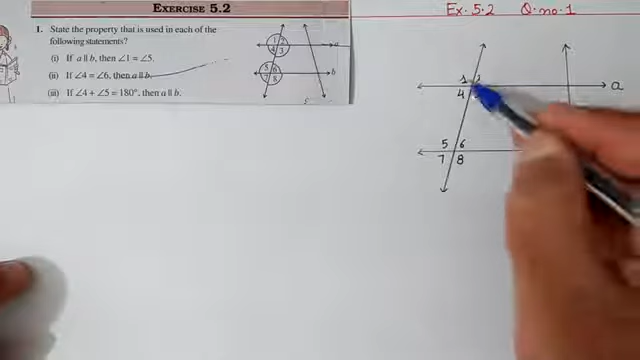 EXERCISE 5.2
Ex. 5.2 Q. no. 1
1. State the property that is used in each of the
following statements?
(i) If a || b, then ∠1 = ∠5.
(ii) If ∠4 = ∠6, then a || b.
(iii) If ∠4 + ∠5 = 180°, then a || b.
1 2
4 3
a
5 6
7 8
b
1
4
a
5 6
7 8